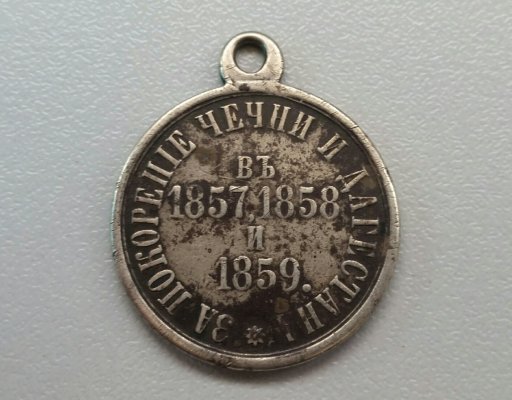 ЗА ПОКОРЕНІЕ ЧЕЧНИ И ДАГЕСТАНА
ВЪ
1857, 1858
И
1859.